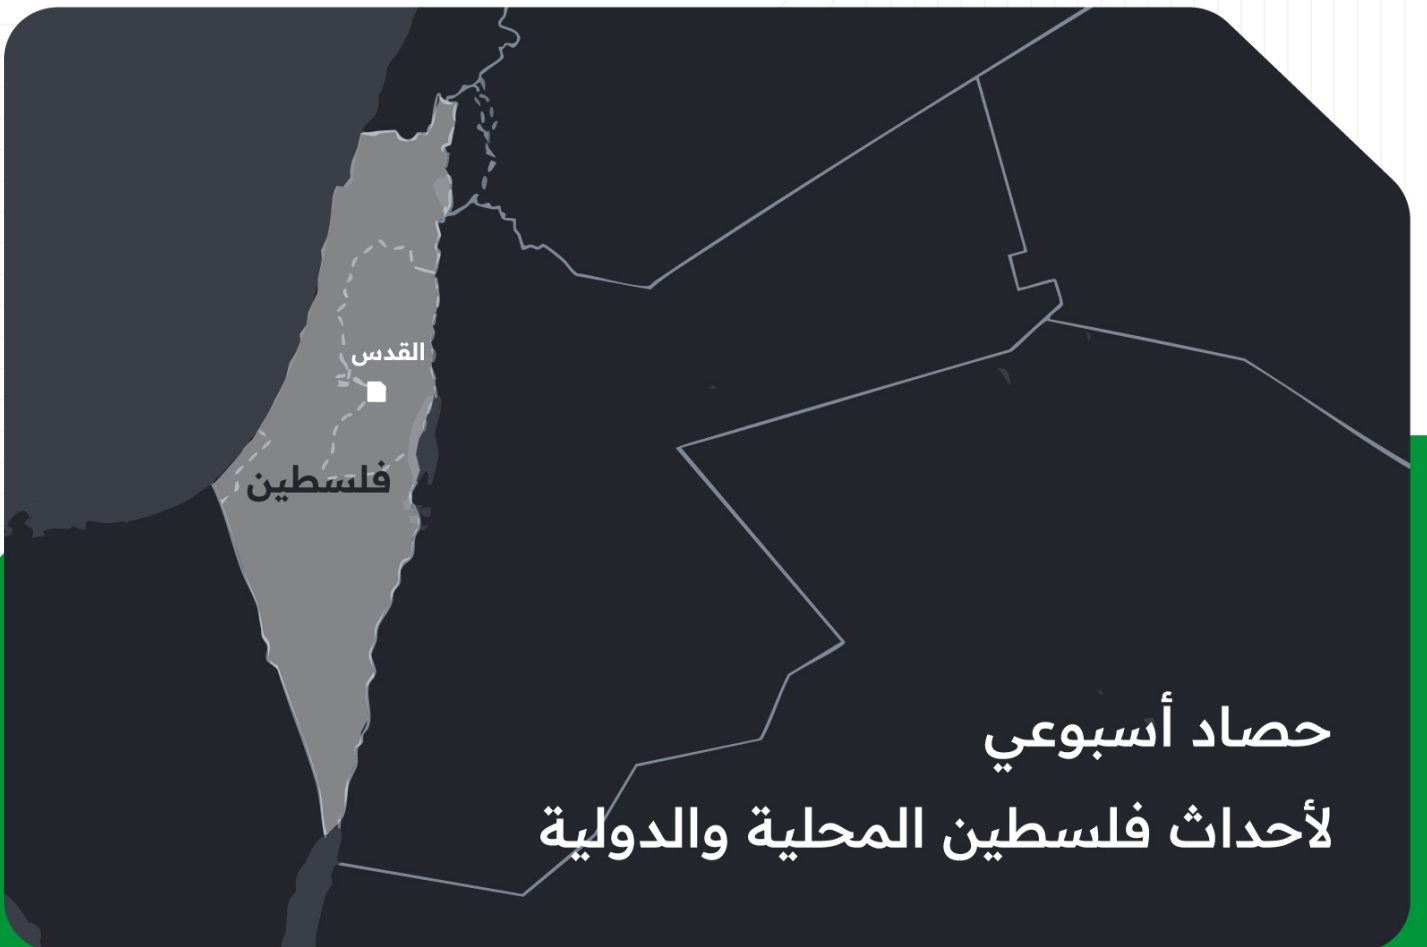 القدس
فلسطين
حصاد أسبوعي
لأحداث فلسطين المحلية والدولية